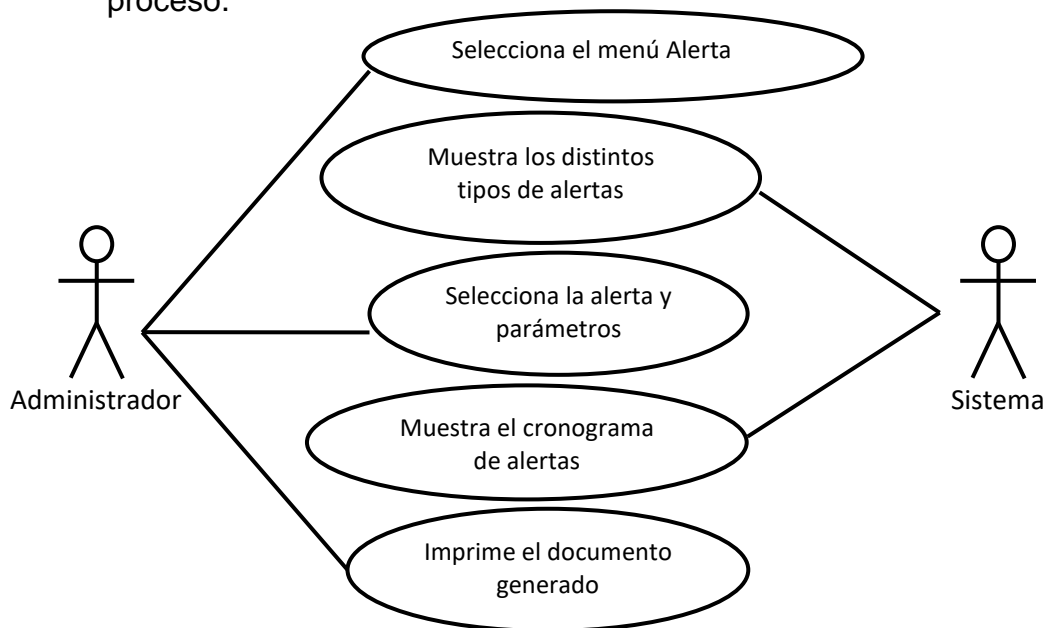 proceso.
Selecciona el menú Alerta
Muestra los distintos
tipos de alertas
Selecciona la alerta y
parámetros
Administrador
Sistema
Muestra el cronograma
de alertas
Imprime el documento
generado